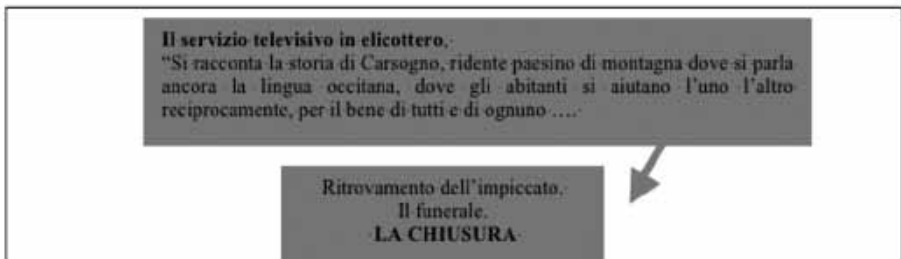 Il servizio televisivo in elicottero,
“Si racconta la storia di Carsogno, ridente paesino di montagna dove si parla
ancora la lingua occitana, dove gli abitanti si aiutano l’uno l’altro
reciprocamente, per il bene di tutti e di ognuno ….
Ritrovamento dell’impiccato.
Il funerale.
LA CHIUSURA